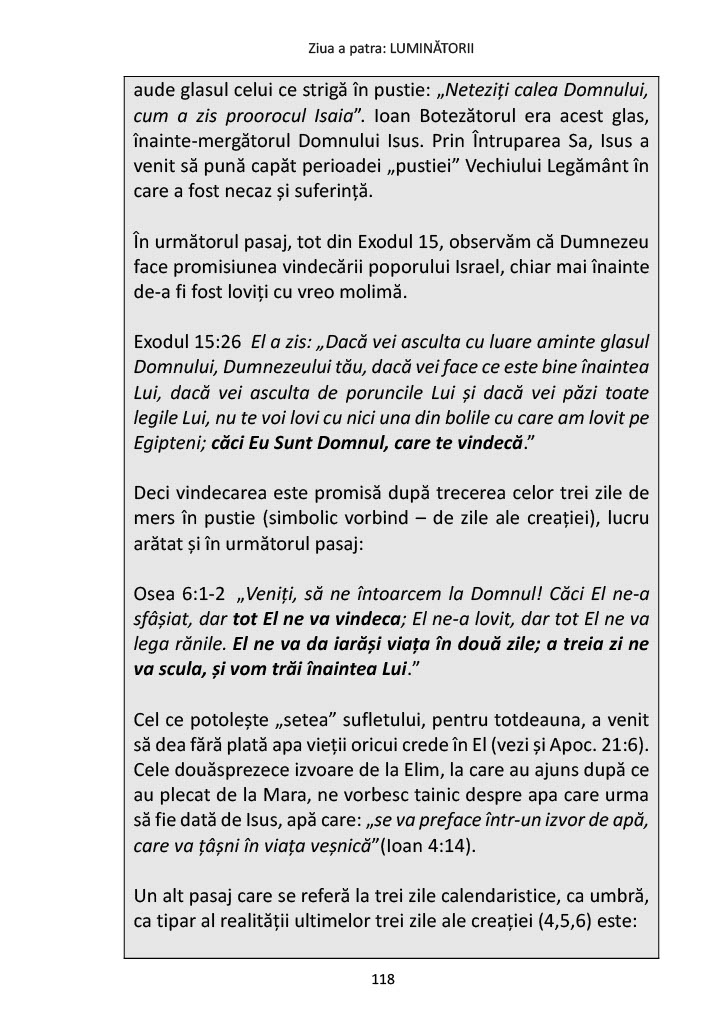 Ziua a patra: LUMINĂTORII
aude glasul celui ce strigă în pustie: „Neteziți calea Domnului,
cum a zis proorocul Isaia”. Ioan Botezătorul era acest glas,
înainte-mergătorul Domnului Isus. Prin Întruparea Sa, Isus a
venit să pună capăt perioadei „pustiei” Vechiului Legământ în
care a fost necaz și suferință.
În următorul pasaj, tot din Exodul 15, observăm că Dumnezeu
face promisiunea vindecării poporului Israel, chiar mai înainte
de-a fi fost loviți cu vreo molimă.
Exodul 15:26 El a zis: „Dacă vei asculta cu luare aminte glasul
Domnului, Dumnezeului tău, dacă vei face ce este bine înaintea
Lui, dacă vei asculta de poruncile Lui și dacă vei păzi toate
legile Lui, nu te voi lovi cu nici una din bolile cu care am lovit pe
Egipteni; căci Eu Sunt Domnul, care te vindecă.”
Deci vindecarea este promisă după trecerea celor trei zile de
mers în pustie (simbolic vorbind – de zile ale creației), lucru
arătat și în următorul pasaj:
Osea 6:1-2 „Veniți, să ne întoarcem la Domnul! Căci El ne-a
sfâșiat, dar tot El ne va vindeca; El ne-a lovit, dar tot El ne va
lega rănile. El ne va da iarăși viața în două zile; a treia zi ne
va scula, și vom trăi înaintea Lui.”
Cel ce potolește „setea” sufletului, pentru totdeauna, a venit
să dea fără plată apa vieții oricui crede în El (vezi și Apoc. 21:6).
Cele douăsprezece izvoare de la Elim, la care au ajuns după ce
au plecat de la Mara, ne vorbesc tainic despre apa care urma
să fie dată de Isus, apă care: „se va preface într-un izvor de apă,
care va țâșni în viața veșnică”(Ioan 4:14).
Un alt pasaj care se referă la trei zile calendaristice, ca umbră,
ca tipar al realității ultimelor trei zile ale creației (4,5,6) este:
118